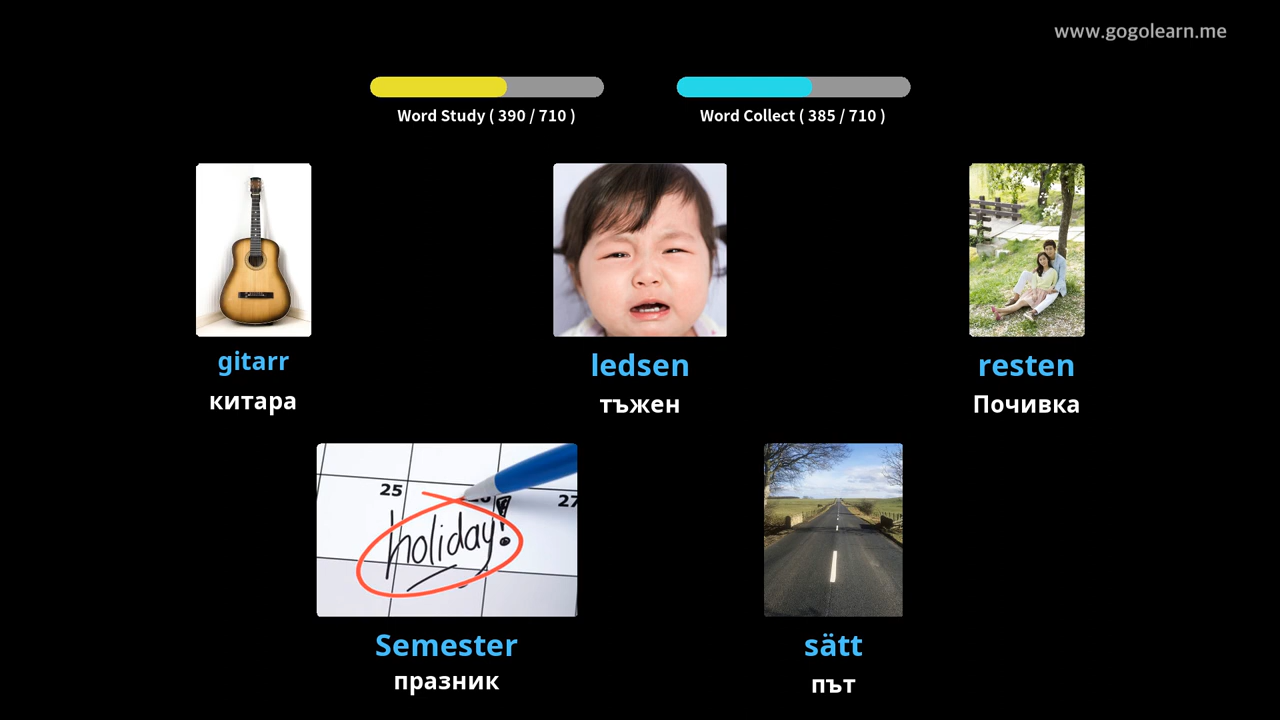 www.gogolearn.me
Word Study ( 390 / 710 )
Word Collect ( 385 / 710 )
gitarr
китара
ledsen
тъжен
resten
Почивка
25
27
holiday!
Semester
празник
sätt
път